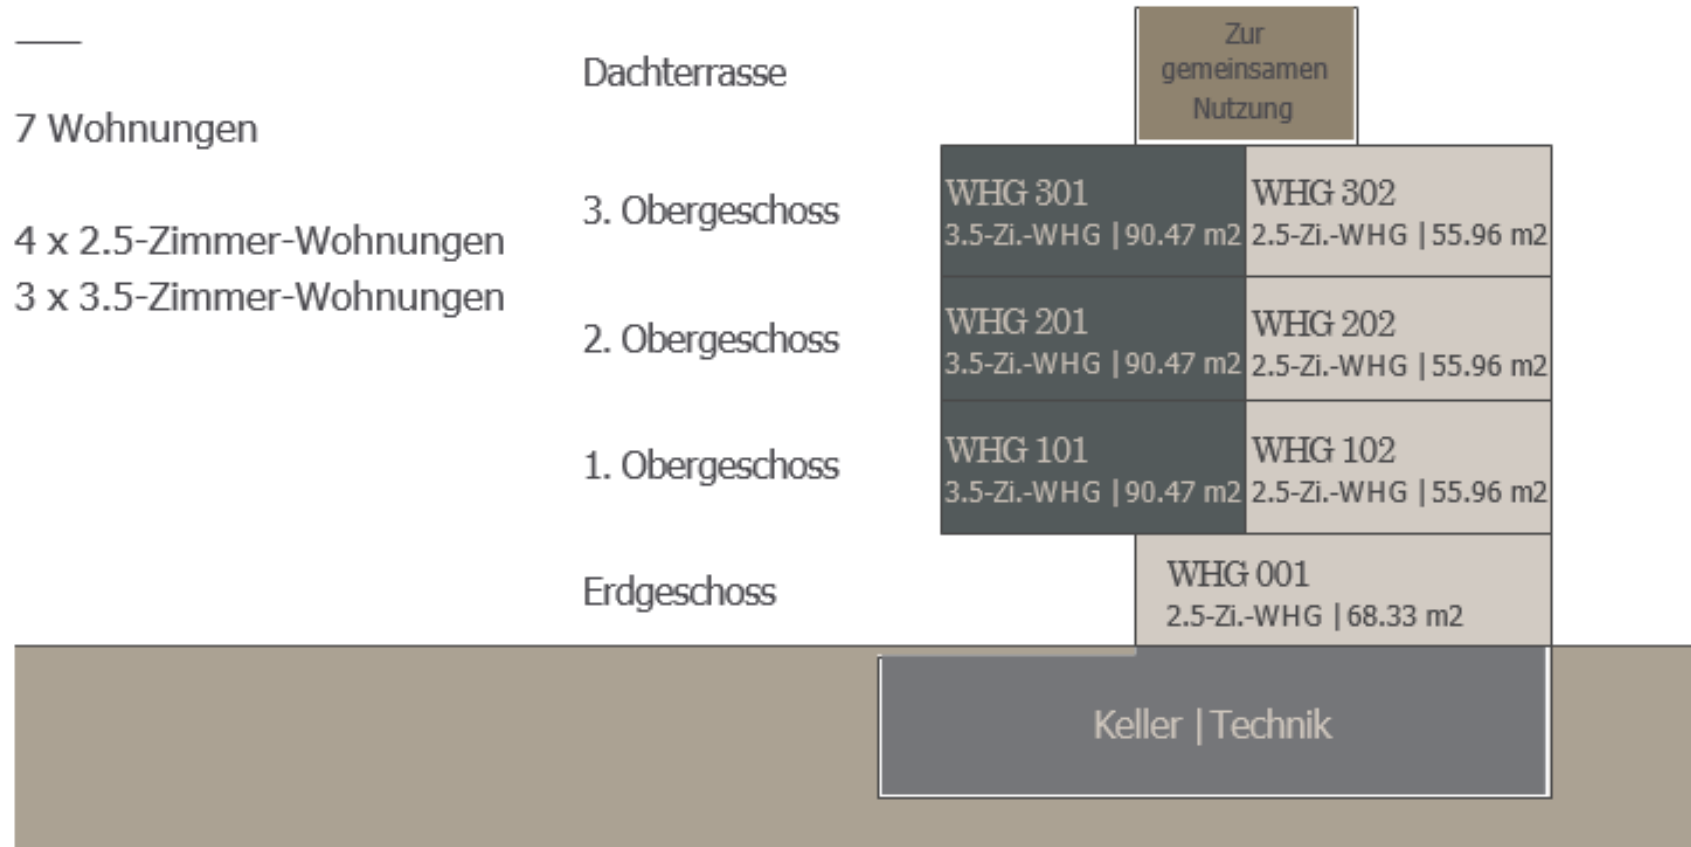 7 Wohnungen
4 x 2.5-Zimmer-Wohnungen
3 x 3.5-Zimmer-Wohnungen
Dachterrasse
Zur
gemeinsamen
Nutzung
3. Obergeschoss
WHG 301
3.5-Zi.-WHG | 90.47 m2
WHG 302
2.5-Zi.-WHG | 55.96 m2
2. Obergeschoss
WHG 201
3.5-Zi.-WHG | 90.47 m2
WHG 202
2.5-Zi.-WHG | 55.96 m2
1. Obergeschoss
WHG 101
3.5-Zi.-WHG | 90.47 m2
WHG 102
2.5-Zi.-WHG | 55.96 m2
Erdgeschoss
WHG 001
2.5-Zi.-WHG | 68.33 m2
Keller | Technik